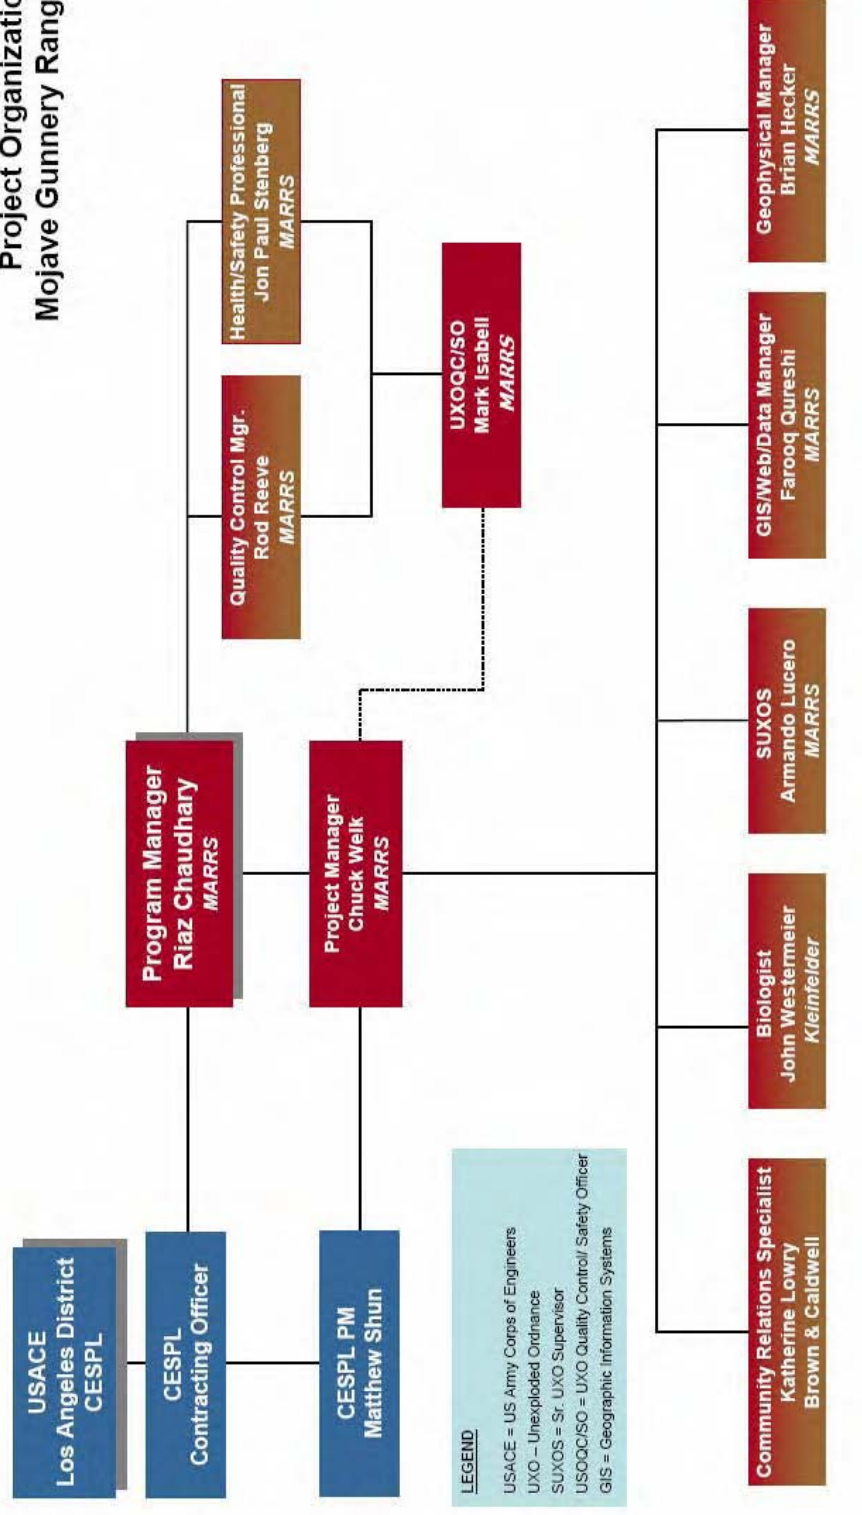 Project Organizatio
Mojave Gunnery Rang
USACE
Los Angeles District
CESPL
CESPL
Contracting Officer
CESPL PM
Matthew Shun
Program Manager
Riaz Chaudhary
MARRS
Project Manager
Chuck Welk
MARRS
Quality Control Mgr.
Rod Reeve
MARRS
Health/Safety Professional
Jon Paul Stenberg
MARRS
UXOQC/SO
Mark Isabell
MARRS
LEGEND
USACE = US Army Corps of Engineers
UXO – Unexploded Ordnance
SUXOS = Sr. UXO Supervisor
USOQC/SO = UXO Quality Control/ Safety Officer
GIS = Geographic Information Systems
Community Relations Specialist
Katherine Lowry
Brown & Caldwell
Biologist
John Westermeier
Kleinfelder
SUXOS
Armando Lucero
MARRS
GIS/Web/Data Manager
Farooq Qureshi
MARRS
Geophysical Manager
Brian Hecker
MARRS